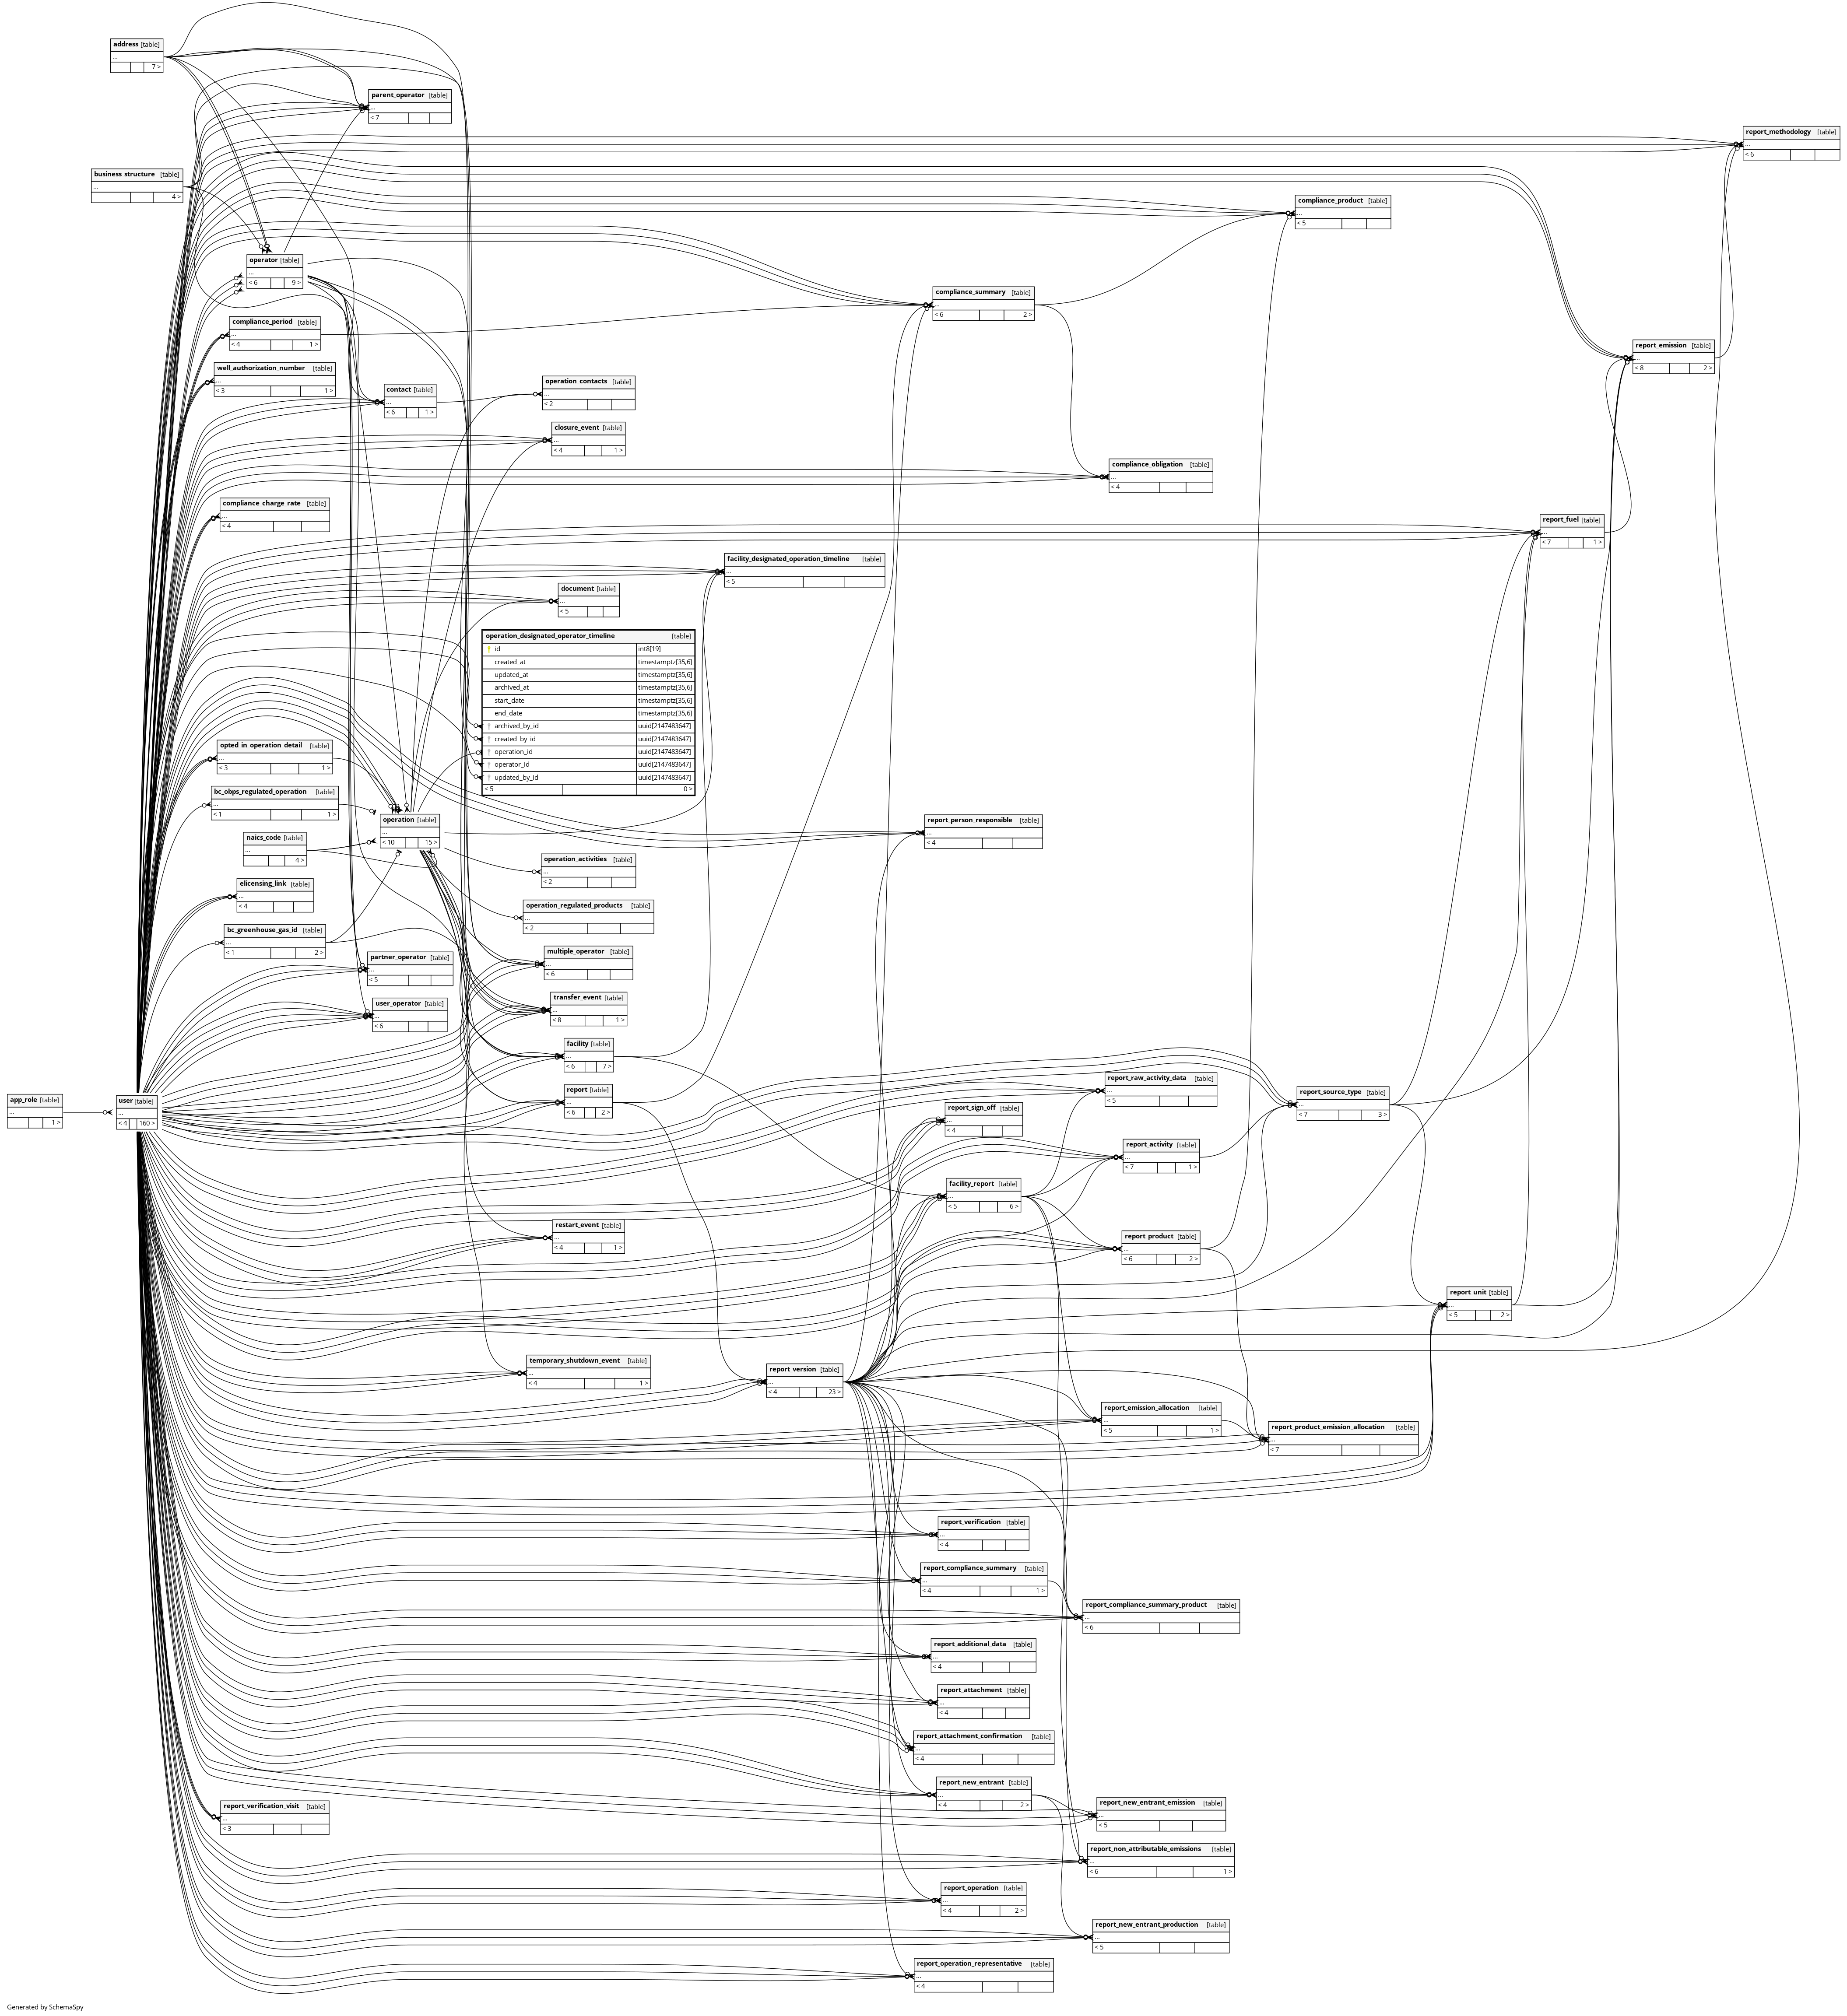 address [table]
...
7 >
parent_operator [table]
...
< 7
report_methodology [table]
...
< 6
business_structure [table]
...
4 >
compliance_product [table]
...
< 5
operator [table]
...
< 6 9 >
compliance_summary [table]
...
< 6 2 >
compliance_period [table]
...
< 4 1 >
report_emission [table]
...
< 8 2 >
well_authorization_number [table]
...
< 3 1 >
contact [table]
...
< 6 1 >
operation_contacts [table]
...
< 2
closure_event [table]
...
< 4 1 >
compliance_obligation [table]
...
< 4
compliance_charge_rate [table]
...
< 4
report_fuel [table]
...
< 7 1 >
facility_designated_operation_timeline [table]
...
< 5
document [table]
...
< 5
operation_designated_operator_timeline [table]
id int8[19]
created_at timestamptz[35,6]
updated_at timestamptz[35,6]
archived_at timestamptz[35,6]
start_date timestamptz[35,6]
end_date timestamptz[35,6]
archived_by_id uuid[2147483647]
created_by_id uuid[2147483647]
operation_id uuid[2147483647]
operator_id uuid[2147483647]
updated_by_id uuid[2147483647]
< 5 0 >
opted_in_operation_detail [table]
...
< 3 1 >
bc_obps_regulated_operation [table]
...
< 1 1 >
operation [table]
...
< 10 15 >
report_person_responsible [table]
...
< 4
naics_code [table]
...
4 >
operation_activities [table]
...
< 2
elicensing_link [table]
...
< 4
operation_regulated_products [table]
...
< 2
bc_greenhouse_gas_id [table]
...
< 1 2 >
multiple_operator [table]
...
< 6
partner_operator [table]
...
< 5
user_operator [table]
...
< 6
transfer_event [table]
...
< 8 1 >
facility [table]
...
< 6 7 >
report_raw_activity_data [table]
...
< 5
report [table]
...
< 6 2 >
report_source_type [table]
...
< 7 3 >
app_role [table]
...
1 >
user [table]
...
< 4 160 >
report_sign_off [table]
...
< 4
report_activity [table]
...
< 7 1 >
facility_report [table]
...
< 5 6 >
restart_event [table]
...
< 4 1 >
report_product [table]
...
< 6 2 >
report_unit [table]
...
< 5 2 >
temporary_shutdown_event [table]
...
< 4 1 >
report_version [table]
...
< 4 23 >
report_emission_allocation [table]
...
< 5 1 >
report_product_emission_allocation [table]
...
< 7
report_verification [table]
...
< 4
report_compliance_summary [table]
...
< 4 1 >
report_compliance_summary_product [table]
...
< 6
report_additional_data [table]
...
< 4
report_attachment [table]
...
< 4
report_attachment_confirmation [table]
...
< 4
report_new_entrant [table]
...
< 4 2 >
report_verification_visit [table]
...
< 3
report_new_entrant_emission [table]
...
< 5
report_non_attributable_emissions [table]
...
< 6 1 >
report_operation [table]
...
< 4 2 >
report_new_entrant_production [table]
...
< 5
report_operation_representative [table]
...
< 4
Generated by SchemaSpy